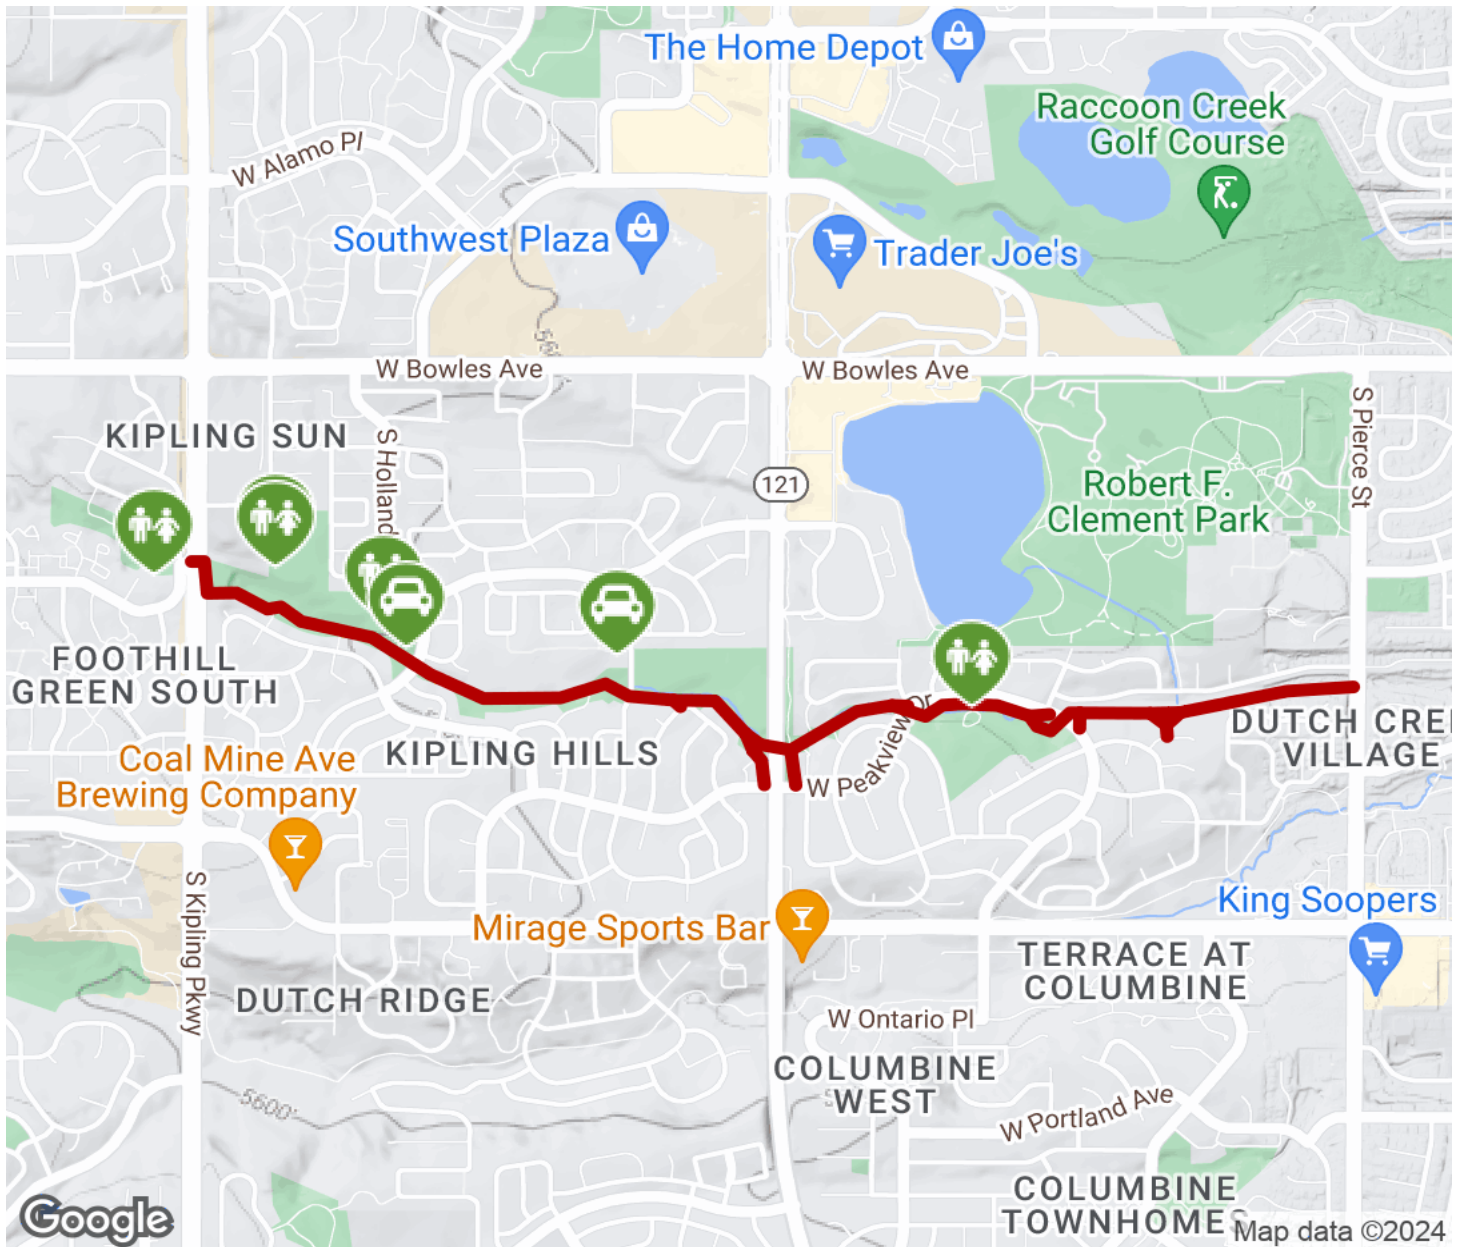 The Home Depot
Raccoon Creek
Golf Course
W Alamo Pl
Southwest Plaza
Trader Joe's
W Bowles Ave
W Bowles Ave
S Pierce St
KIPLING SUN
S Holland
121
Robert F.
Clement Park
FOOTHILL
GREEN SOUTH
KIPLING HILLS
W Peakview Dr
DUTCH CRE
VILLAGE
Coal Mine Ave
Brewing Company
S Kipling Pkwy
Mirage Sports Bar
King Soopers
TERRACE AT
COLUMBINE
DUTCH RIDGE
W Ontario Pl
COLUMBINE
WEST
5600'
W Portland Ave
COLUMBINE
TOWNHOMES
Google
Map data ©2024